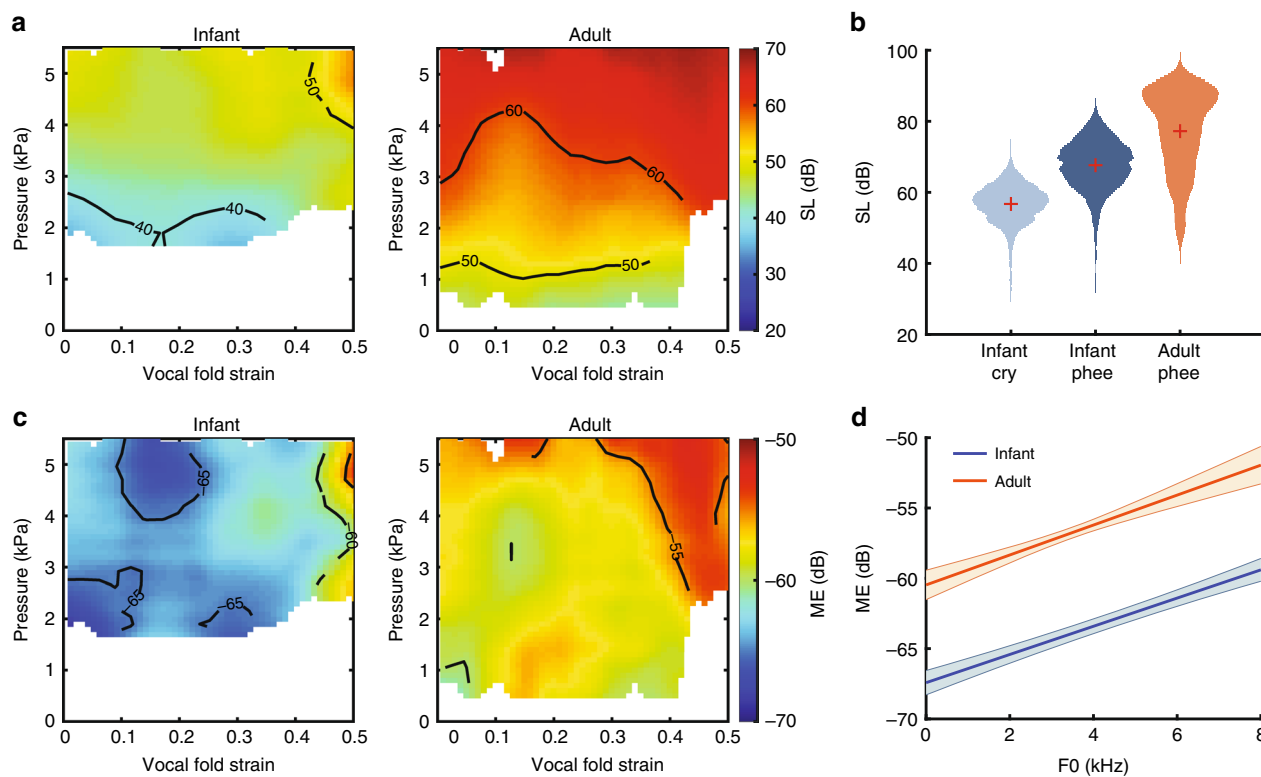 a
Infant
Adult
5
4
3
2
1
0
Pressure (kPa)
50
40
40
0 0.1 0.2 0.3 0.4 0.5
Vocal fold strain
5
4
3
2
1
0
Pressure (kPa)
60
60
50
50
0 0.1 0.2 0.3 0.4 0.5
Vocal fold strain
70
60
50
40
30
20
SL (dB)
b
100
80
60
40
20
SL (dB)
Infant cry
Infant phee
Adult phee
c
Infant
Adult
5
4
3
2
1
0
Pressure (kPa)
−65
−65
−65
−60
0 0.1 0.2 0.3 0.4 0.5
Vocal fold strain
5
4
3
2
1
0
Pressure (kPa)
−55
0 0.1 0.2 0.3 0.4 0.5
Vocal fold strain
−50
−60
−70
ME (dB)
d
−50
−55
−60
−65
−70
ME (dB)
Infant
Adult
0 2 4 6 8
F0 (kHz)